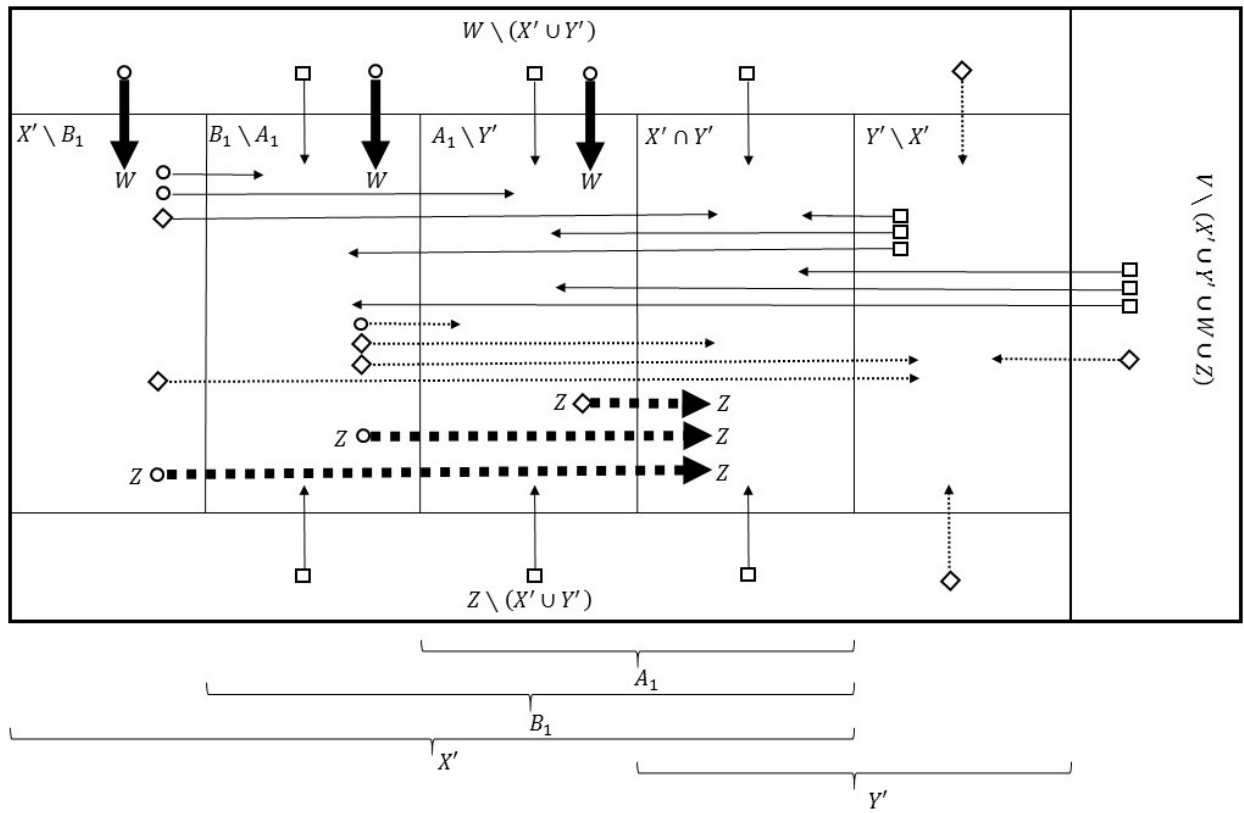 W \ (X′ ∪ Y′)
X′ \ B₁ B₁ \ A₁ A₁ \ Y′ X′ ∩ Y′ Y′ \ X′
W W W
V \ (X′ ∪ Y′ ∪ W ∪ Z)
Z Z
Z Z
Z Z
Z \ (X′ ∪ Y′)
A₁
B₁
X′
Y′